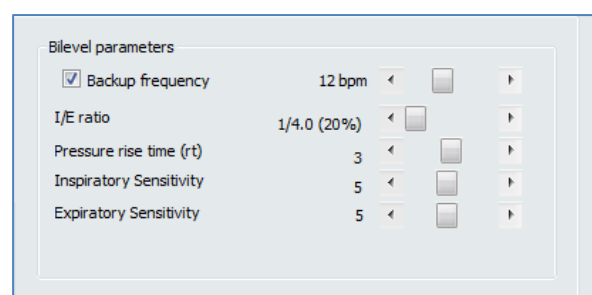 Bilevel parameters
Backup frequency 12 bpm
I/E ratio 1/4.0 (20%)
Pressure rise time (rt) 3
Inspiratory Sensitivity 5
Expiratory Sensitivity 5